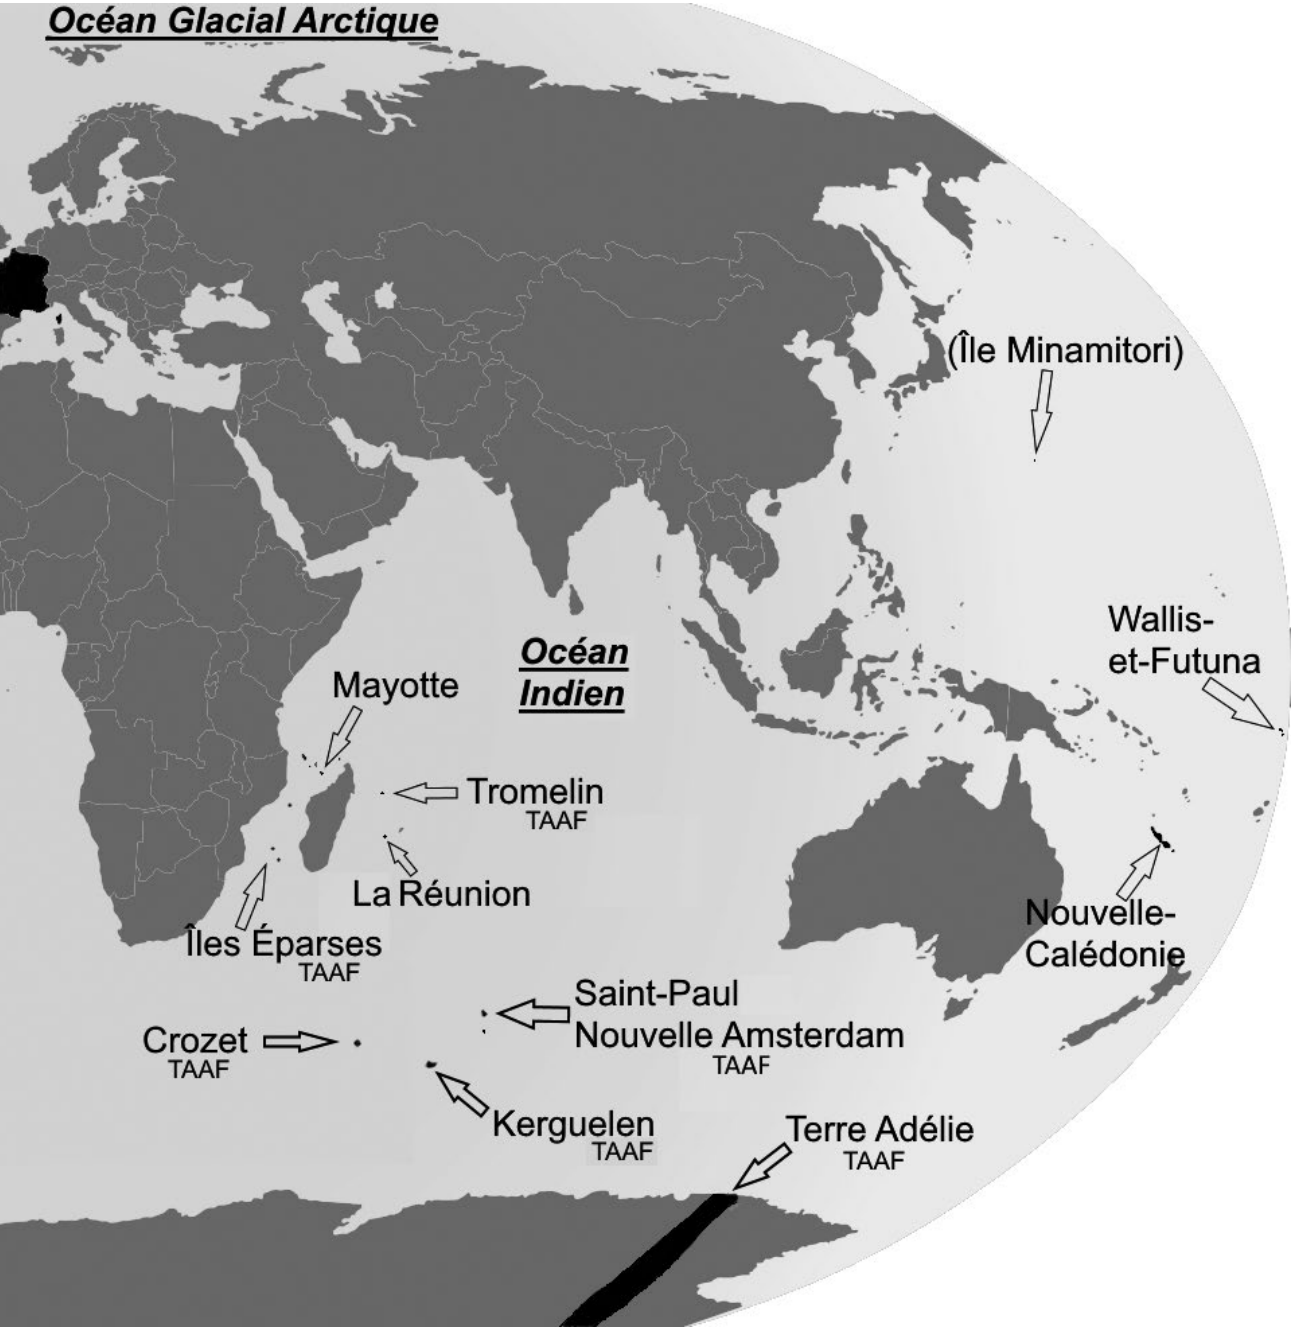 Océan Glacial Arctique
(Île Minamitori)
Wallis-
et-Futuna
Océan
Indien
Mayotte
Tromelin
TAAF
La Réunion
Nouvelle-
Calédonie
Îles Éparses
TAAF
Saint-Paul
Nouvelle Amsterdam
TAAF
Crozet
TAAF
Kerguelen
TAAF
Terre Adélie
TAAF